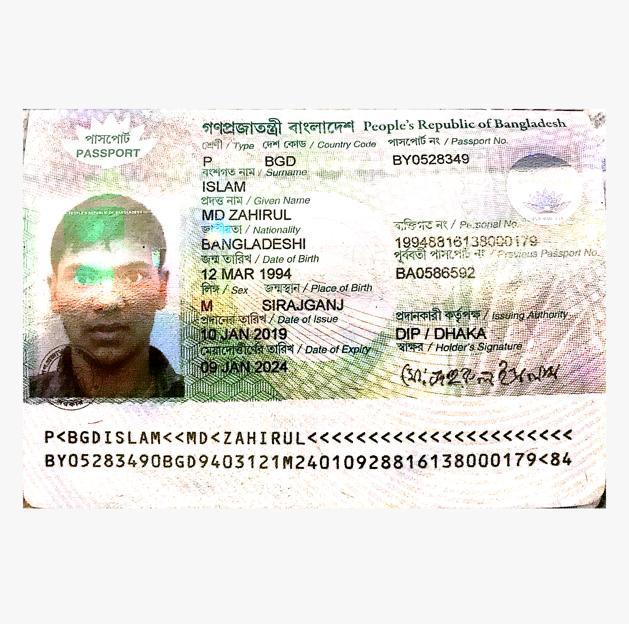 পাসপোর্ট
PASSPORT
গণপ্রজাতন্ত্রী বাংলাদেশ People's Republic of Bangladesh
শ্রেণী / Type দেশ কোড / Country Code পাসপোর্ট নং / Passport No.
P BGD BY0528349
বংশগত নাম / Surname
ISLAM
প্রদত্ত নাম / Given Name
MD ZAHIRUL
জাতীয়তা / Nationality ব্যক্তিগত নং / Personal No.
BANGLADESHI 19948816138000179
জন্ম তারিখ / Date of Birth পূর্ববর্তী পাসপোর্ট নং / Previous Passport No.
12 MAR 1994 BA0586592
লিঙ্গ / Sex জন্মস্থান / Place of Birth
M SIRAJGANJ
প্রদানের তারিখ / Date of Issue প্রদানকারী কর্তৃপক্ষ / Issuing Authority
10 JAN 2019 DIP / DHAKA
মেয়াদোত্তীর্ণের তারিখ / Date of Expiry স্বাক্ষর / Holder's Signature
09 JAN 2024
P<BGDISLAM<<MD<ZAHIRUL<<<<<<<<<<<<<<<<<<<<<<
BY05283490BGD9403121M24010928816138000179<84